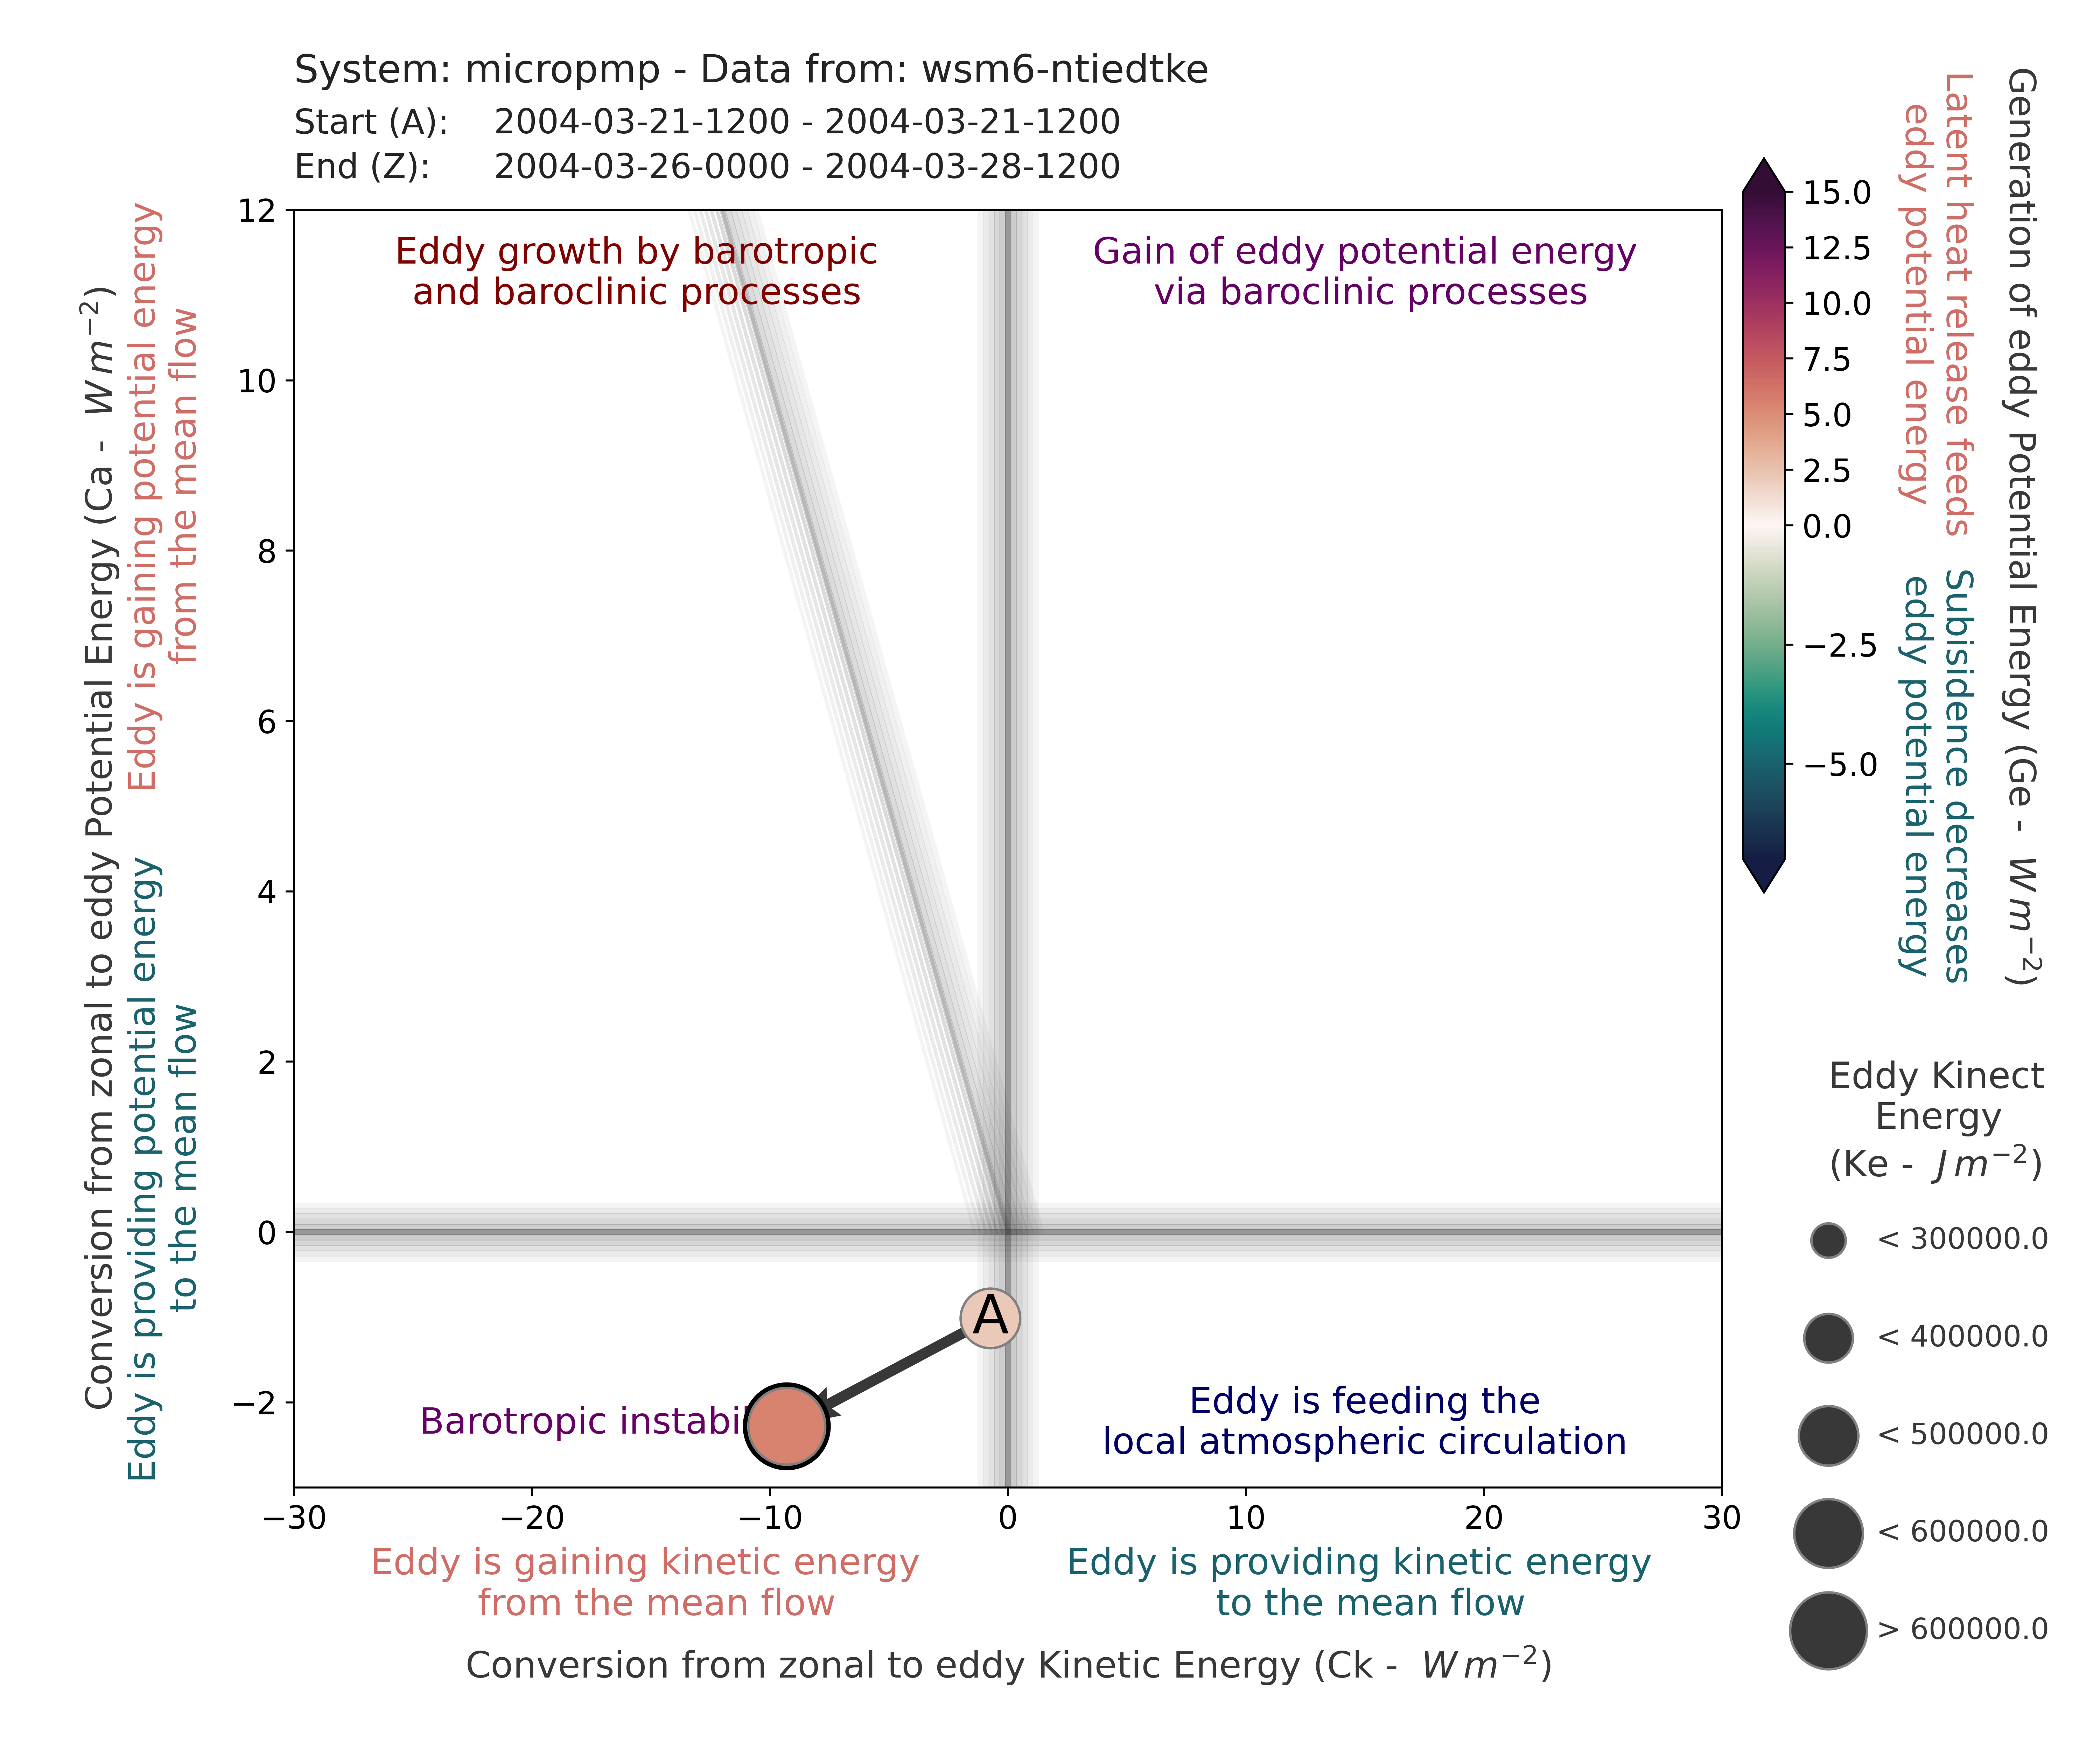 System: micropmp - Data from: wsm6-ntiedtke
Start (A): 2004-03-21-1200 - 2004-03-21-1200
End (Z): 2004-03-26-0000 - 2004-03-28-1200
Conversion from zonal to eddy Potential Energy (Ca - W m⁻²)
Eddy is gaining potential energy
from the mean flow
Eddy is providing potential energy
to the mean flow
12
10
8
6
4
2
0
−2
Eddy growth by barotropic
and baroclinic processes
Gain of eddy potential energy
via baroclinic processes
A
Barotropic instabil
Eddy is feeding the
local atmospheric circulation
−30 −20 −10 0 10 20 30
Eddy is gaining kinetic energy
from the mean flow
Eddy is providing kinetic energy
to the mean flow
Conversion from zonal to eddy Kinetic Energy (Ck - W m⁻²)
15.0
12.5
10.0
7.5
5.0
2.5
0.0
−2.5
−5.0
Latent heat release feeds
eddy potential energy
Subisidence decreases
eddy potential energy
Generation of eddy Potential Energy (Ge - W m⁻²)
Eddy Kinect
Energy
(Ke - J m⁻²)
< 300000.0
< 400000.0
< 500000.0
< 600000.0
> 600000.0